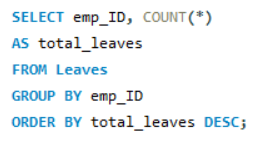 SELECT emp_ID, COUNT(*)
AS total_leaves
FROM Leaves
GROUP BY emp_ID
ORDER BY total_leaves DESC;